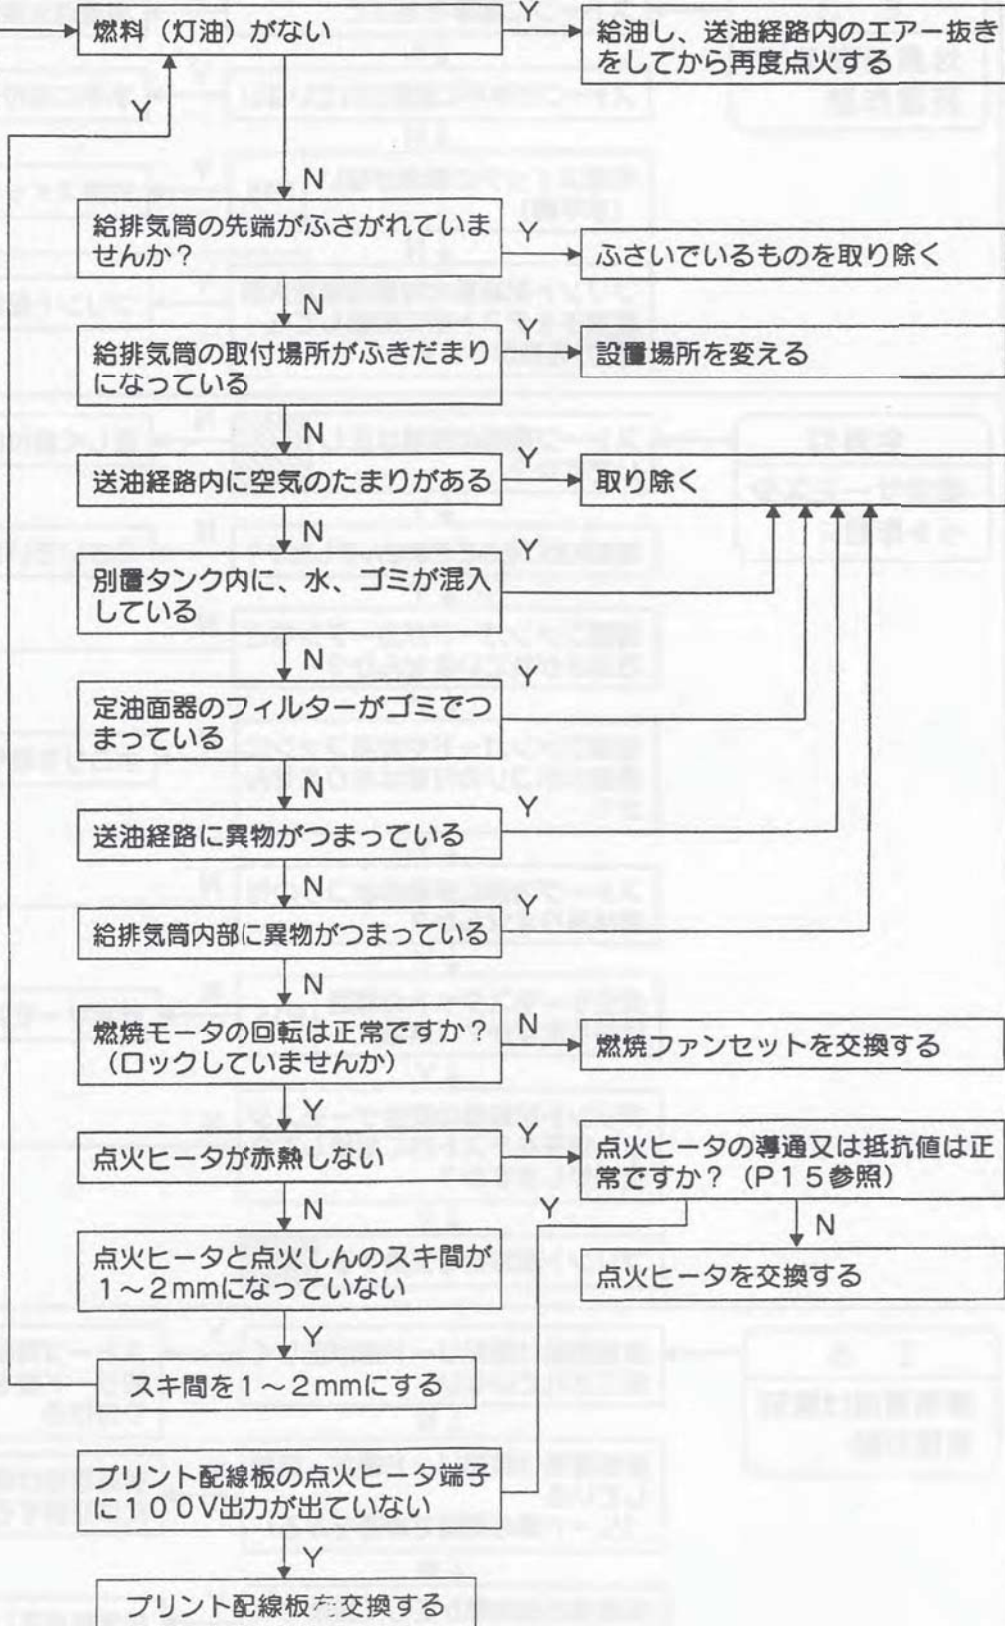 燃料（灯油）がない
Y
給油し、送油経路内のエアー抜き
をしてから再度点火する
Y
N
給排気筒の先端がふさがれていま
せんか？
Y
ふさいでいるものを取り除く
N
給排気筒の取付場所がふきだまり
になっている
Y
設置場所を変える
N
送油経路内に空気のたまりがある
Y
取り除く
N
別置タンク内に、水、ゴミが混入
している
Y
N
定油面器のフィルターがゴミでつ
まっている
Y
N
送油経路に異物がつまっている
Y
N
給排気筒内部に異物がつまっている
Y
N
燃焼モータの回転は正常ですか？
（ロックしていませんか）
N
燃焼ファンセットを交換する
Y
点火ヒータが赤熱しない
Y
点火ヒータの導通又は抵抗値は正
常ですか？（P１５参照）
Y
N
点火ヒータを交換する
N
点火ヒータと点火しんのスキ間が
１～２mmになっていない
Y
スキ間を１～２mmにする
プリント配線板の点火ヒータ端子
に１００V出力が出ていない
Y
プリント配線板を交換する